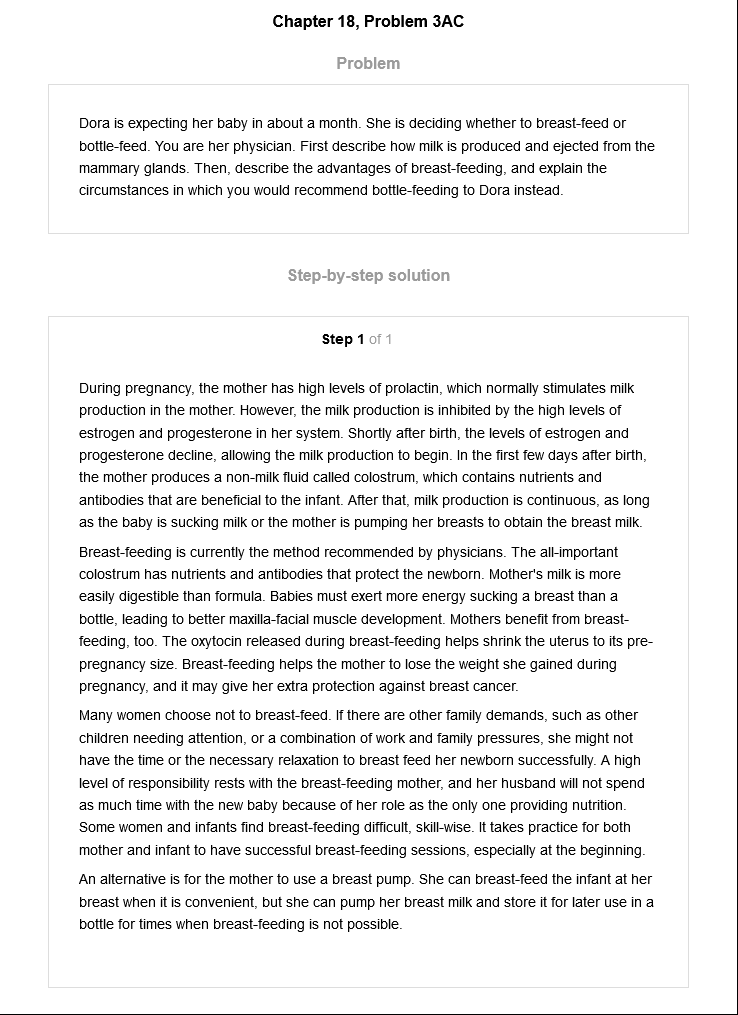 Chapter 18, Problem 3AC
Problem
Dora is expecting her baby in about a month. She is deciding whether to breast-feed or
bottle-feed. You are her physician. First describe how milk is produced and ejected from the
mammary glands. Then, describe the advantages of breast-feeding, and explain the
circumstances in which you would recommend bottle-feeding to Dora instead.
Step-by-step solution
Step 1 of 1
During pregnancy, the mother has high levels of prolactin, which normally stimulates milk
production in the mother. However, the milk production is inhibited by the high levels of
estrogen and progesterone in her system. Shortly after birth, the levels of estrogen and
progesterone decline, allowing the milk production to begin. In the first few days after birth,
the mother produces a non-milk fluid called colostrum, which contains nutrients and
antibodies that are beneficial to the infant. After that, milk production is continuous, as long
as the baby is sucking milk or the mother is pumping her breasts to obtain the breast milk.
Breast-feeding is currently the method recommended by physicians. The all-important
colostrum has nutrients and antibodies that protect the newborn. Mother's milk is more
easily digestible than formula. Babies must exert more energy sucking a breast than a
bottle, leading to better maxilla-facial muscle development. Mothers benefit from breast-
feeding, too. The oxytocin released during breast-feeding helps shrink the uterus to its pre-
pregnancy size. Breast-feeding helps the mother to lose the weight she gained during
pregnancy, and it may give her extra protection against breast cancer.
Many women choose not to breast-feed. If there are other family demands, such as other
children needing attention, or a combination of work and family pressures, she might not
have the time or the necessary relaxation to breast feed her newborn successfully. A high
level of responsibility rests with the breast-feeding mother, and her husband will not spend
as much time with the new baby because of her role as the only one providing nutrition.
Some women and infants find breast-feeding difficult, skill-wise. It takes practice for both
mother and infant to have successful breast-feeding sessions, especially at the beginning.
An alternative is for the mother to use a breast pump. She can breast-feed the infant at her
breast when it is convenient, but she can pump her breast milk and store it for later use in a
bottle for times when breast-feeding is not possible.